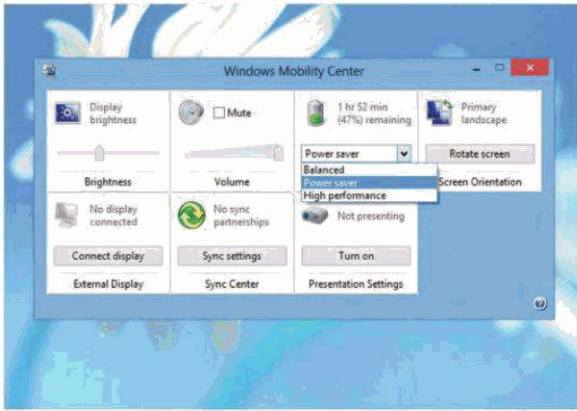 Windows Mobility Center
Display
brightness
Brightness
Mute
Volume
1 hr 52 min
(47%) remaining
Power saver
Balanced
Power saver
High performance
Primary
landscape
Rotate screen
Screen Orientation
No display
connected
Connect display
External Display
No sync
partnerships
Sync settings
Sync Center
Not presenting
Turn on
Presentation Settings